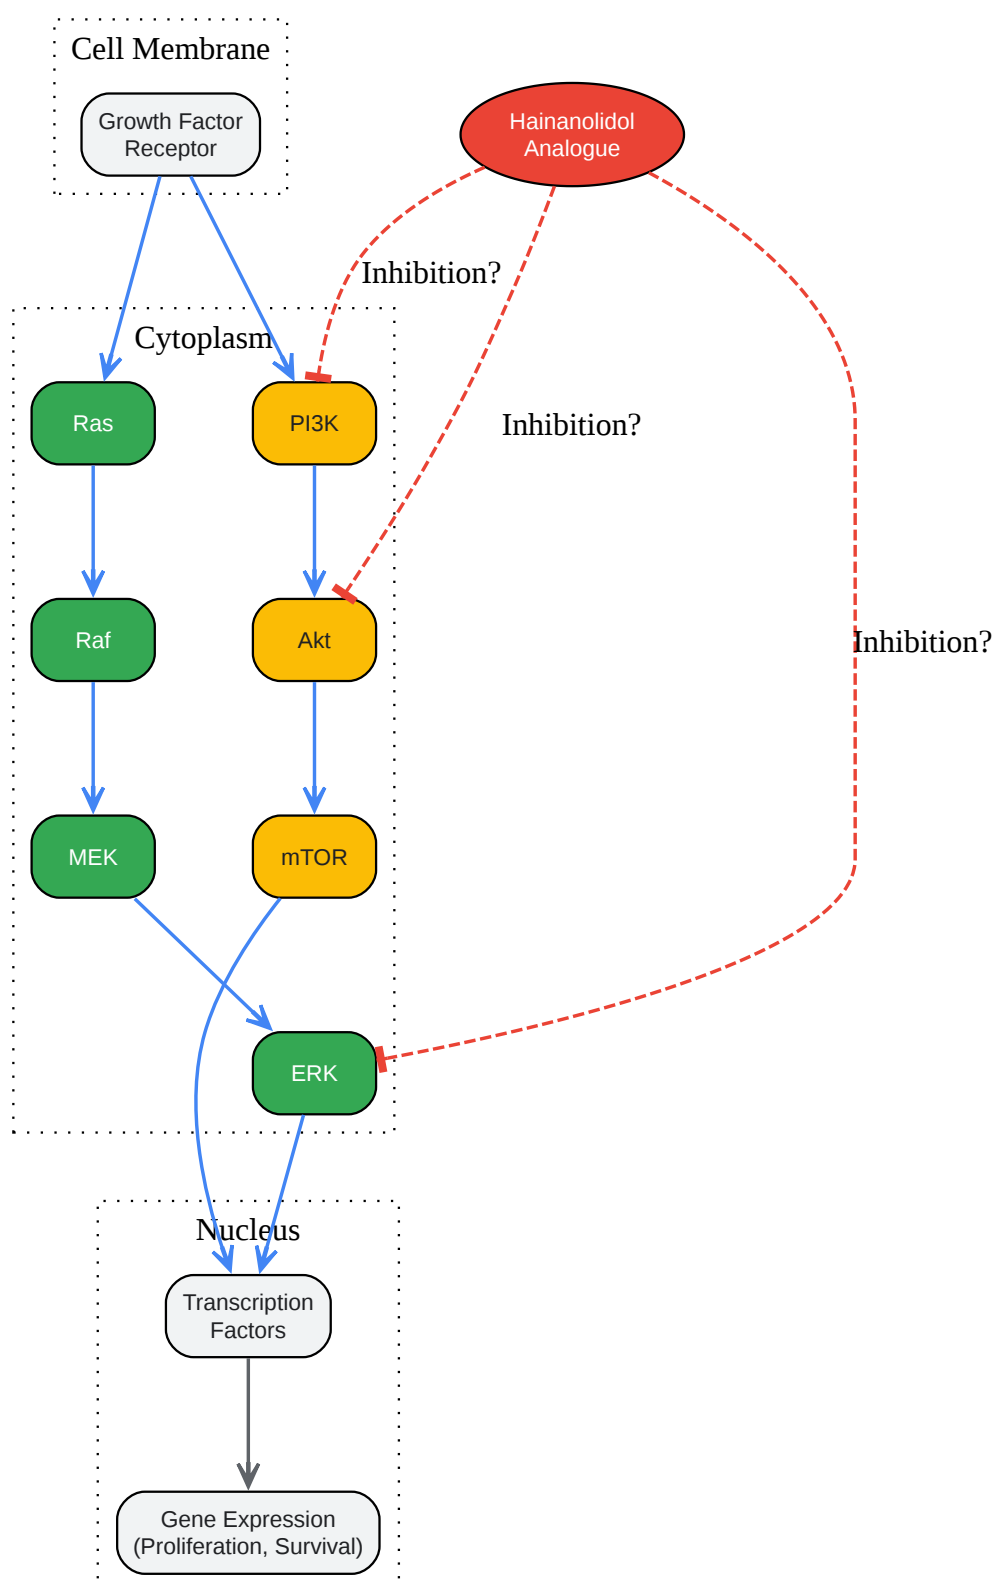 Cell Membrane
Growth Factor
Receptor
Hainanolidol
Analogue
Inhibition?
Cytoplasm
Ras
PI3K
Inhibition?
Raf
Akt
Inhibition?
MEK
mTOR
ERK
Nucleus
Transcription
Factors
Gene Expression
(Proliferation, Survival)